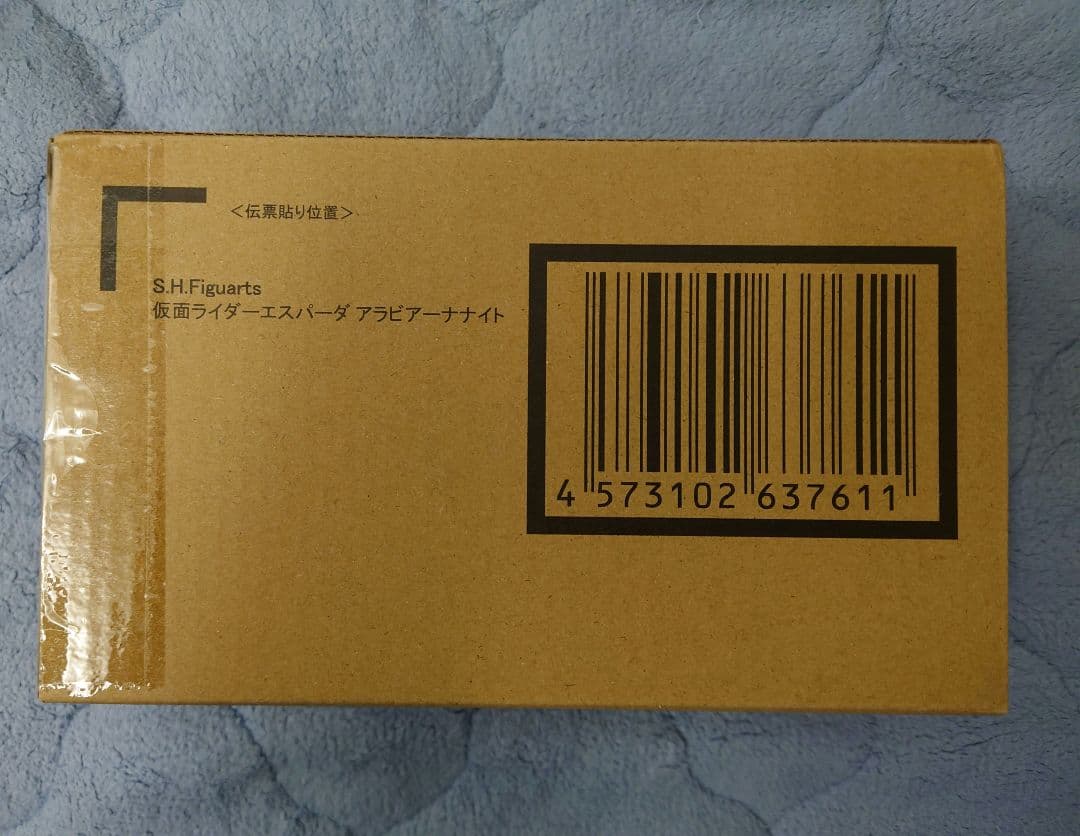 ＜伝票貼り位置＞
S.H.Figuarts
仮面ライダーエスパーダ アラビアーナナイト
4 573102 637611